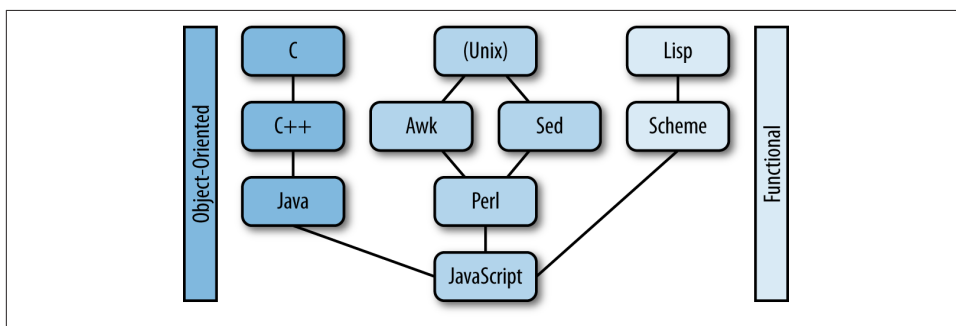 Object-Oriented
C
(Unix)
Lisp
C++
Awk
Sed
Scheme
Java
Perl
JavaScript
Functional